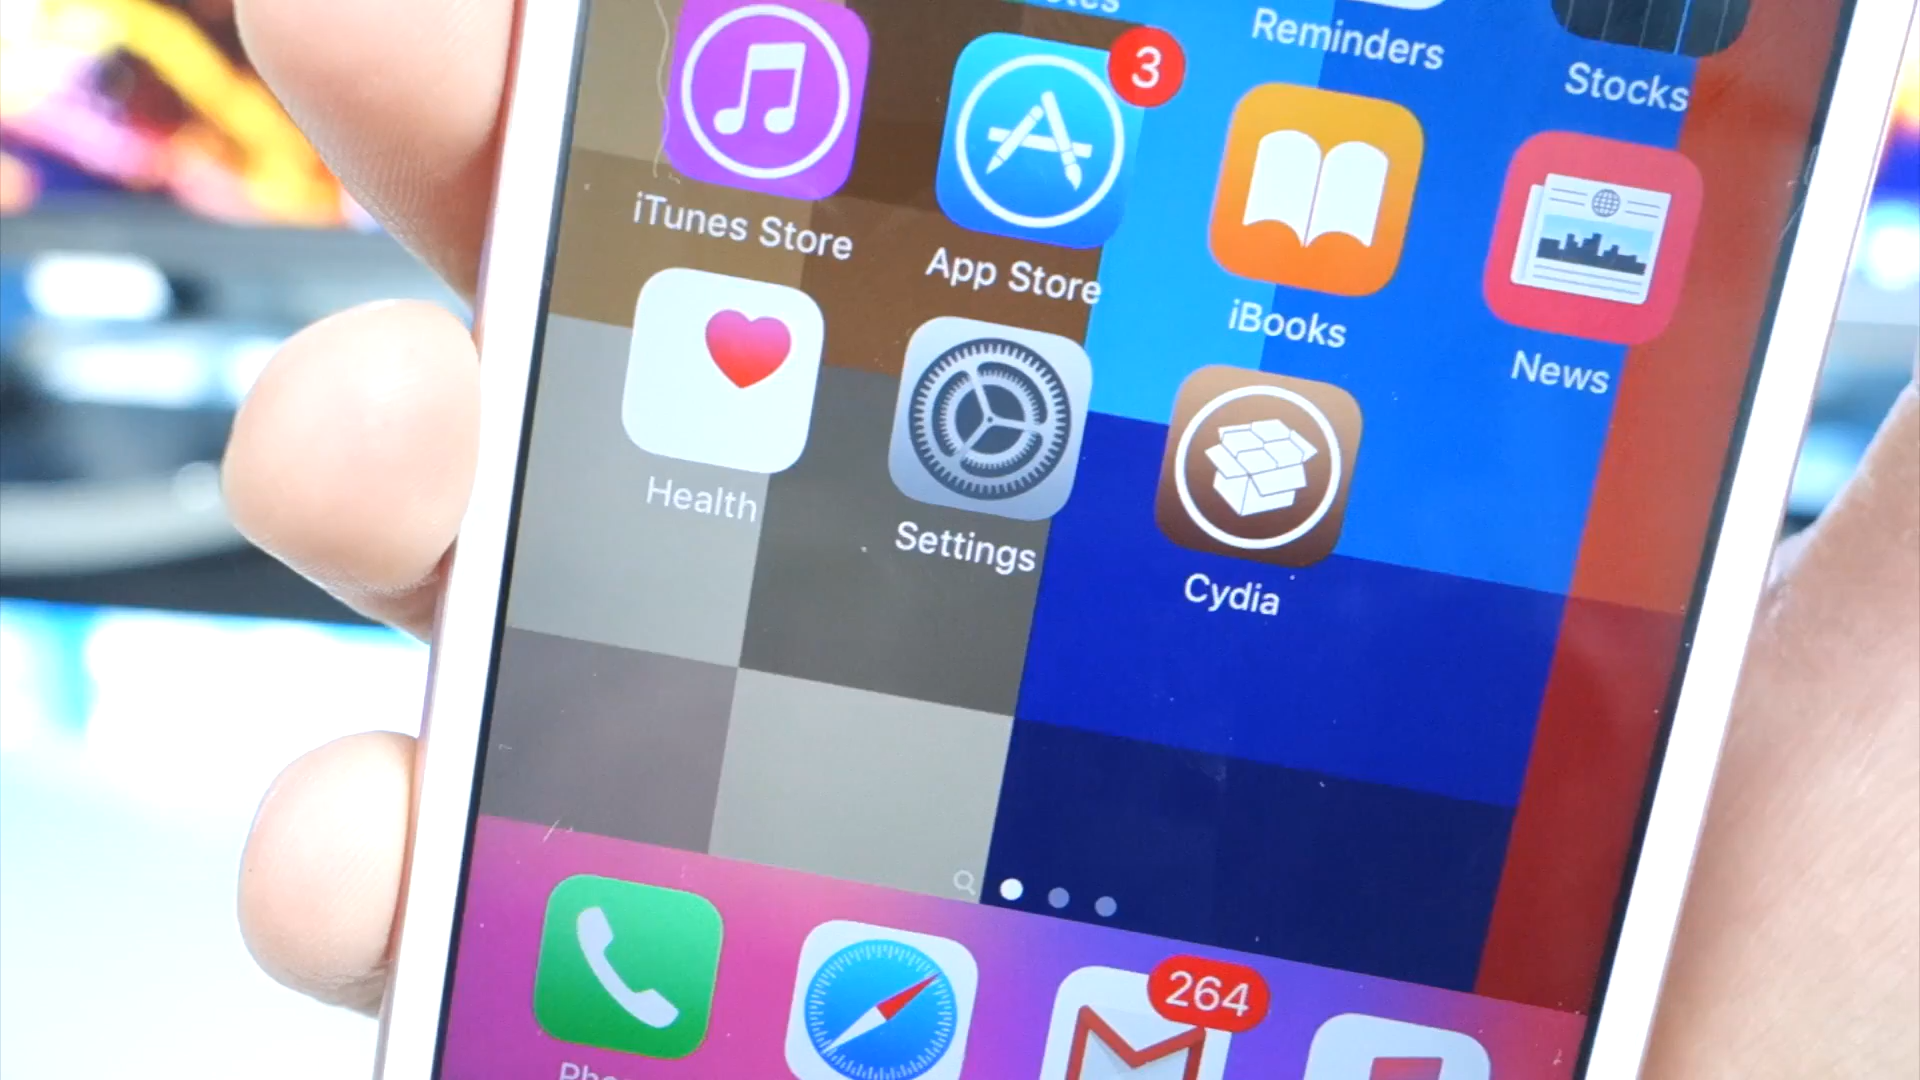 Reminders
Stocks
iTunes Store
App Store
3
iBooks
News
Health
Settings
Cydia
264